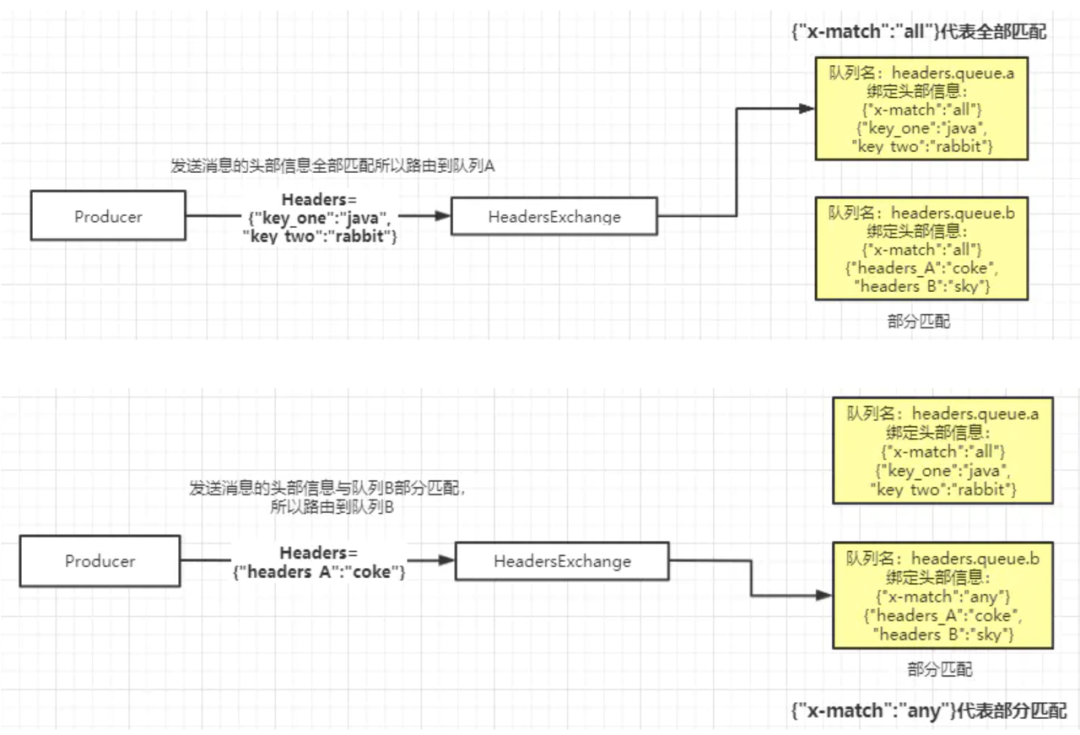 {"x-match":"all"}代表全部匹配
队列名：headers.queue.a
绑定头部信息：
{"x-match":"all"}
{"key_one":"java",
"key two":"rabbit"}
发送消息的头部信息全部匹配所以路由到队列A
Producer
Headers=
{"key_one":"java",
"key two":"rabbit"}
HeadersExchange
队列名：headers.queue.b
绑定头部信息：
{"x-match":"all"}
{"headers_A":"coke",
"headers B":"sky"}
部分匹配
队列名：headers.queue.a
绑定头部信息：
{"x-match":"all"}
{"key_one":"java",
"key two":"rabbit"}
发送消息的头部信息与队列B部分匹配，
所以路由到队列B
Producer
Headers=
{"headers A":"coke"}
HeadersExchange
队列名：headers.queue.b
绑定头部信息：
{"x-match":"any"}
{"headers_A":"coke",
"headers B":"sky"}
部分匹配
{"x-match":"any"}代表部分匹配